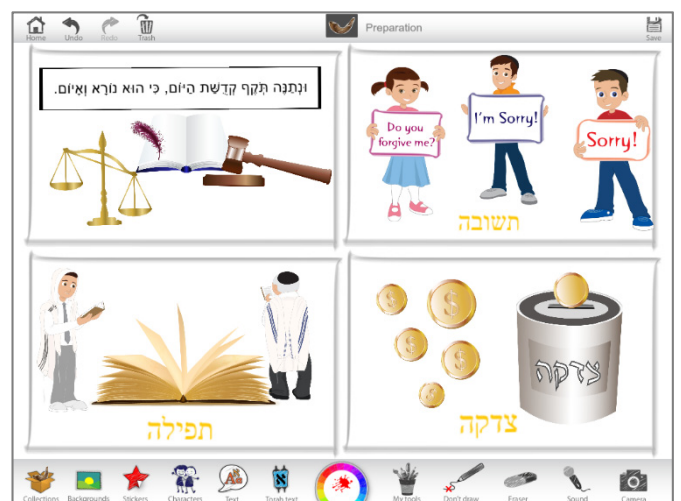 Home
Undo
Redo
Trash
Preparation
Save
וּנְתַנֶּה תֹּקֶף קְדֻשַּׁת הַיּוֹם, כִּי הוּא נוֹרָא וְאָיוֹם.
Do you
forgive me?
I'm Sorry!
Sorry!
תשובה
תפילה
צדקה
צדקה
Collections
Backgrounds
Stickers
Characters
Text
Torah text
My tools
Don't draw
Eraser
Sound
Camera